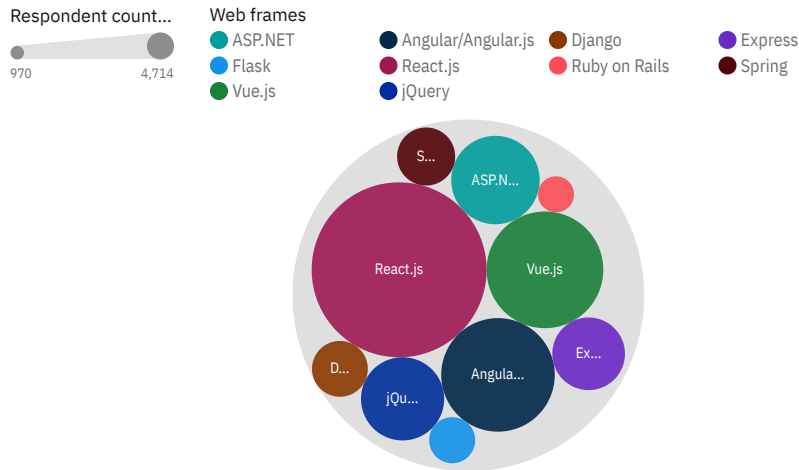 Respondent count...
970 4,714
Web frames
ASP.NET Angular/Angular.js Django Express
Flask React.js Ruby on Rails Spring
Vue.js jQuery
S...
ASP.N...
React.js
Vue.js
Ex...
D...
Angula...
jQu...